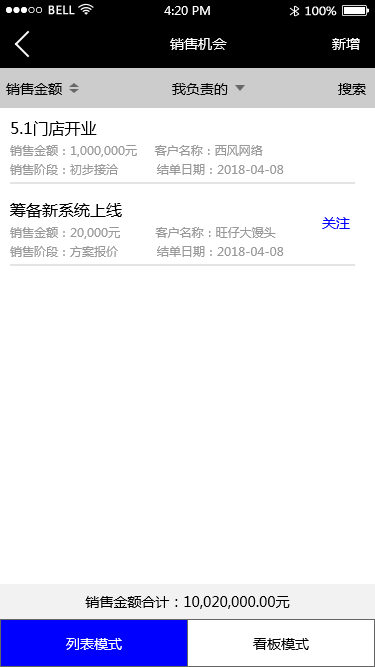 BELL 4:20 PM 100%
销售机会 新增
销售金额 我负责的 搜索
5.1门店开业
销售金额：1,000,000元 客户名称：西风网络
销售阶段：初步接洽 结单日期：2018-04-08
筹备新系统上线
关注
销售金额：20,000元 客户名称：旺仔大馒头
销售阶段：方案报价 结单日期：2018-04-08
销售金额合计：10,020,000.00元
列表模式 看板模式